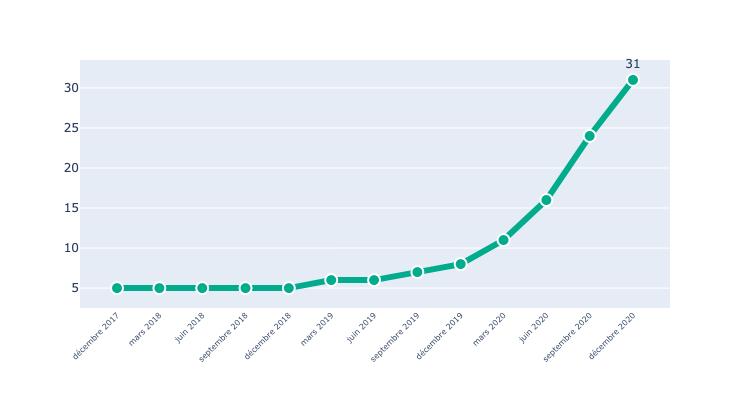 31
30
25
20
15
10
5
décembre 2017
mars 2018
juin 2018
septembre 2018
décembre 2018
mars 2019
juin 2019
septembre 2019
décembre 2019
mars 2020
juin 2020
septembre 2020
décembre 2020